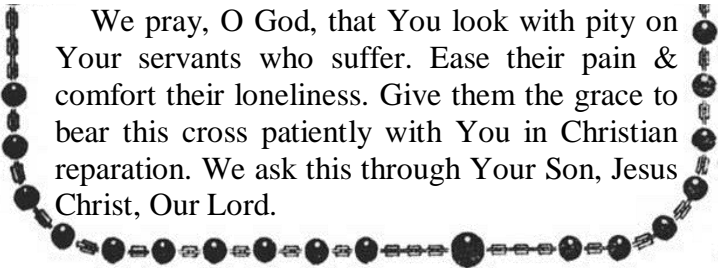 We pray, O God, that You look with pity on
Your servants who suffer. Ease their pain &
comfort their loneliness. Give them the grace to
bear this cross patiently with You in Christian
reparation. We ask this through Your Son, Jesus
Christ, Our Lord.